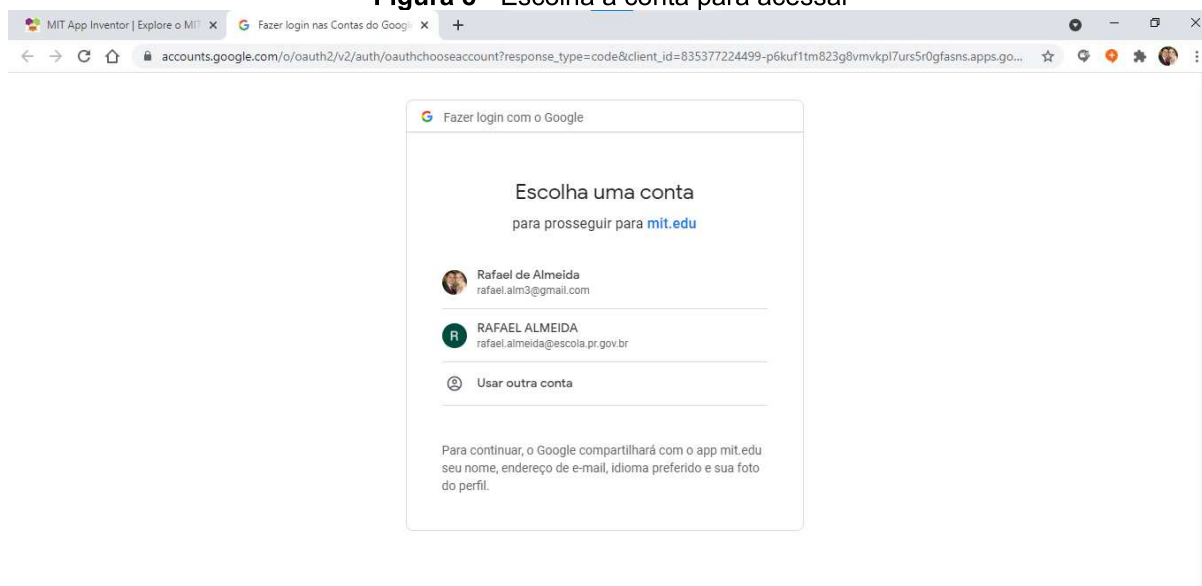 Escolha a conta para acessar
MIT App Inventor | Explore o MIT
Fazer login nas Contas do Googl
accounts.google.com/o/oauth2/v2/auth/oauthchooseaccount?response_type=code&client_id=835377224499-p6kuf1tm823g8vmvkpl7urs5r0gfasns.apps.go...
Fazer login com o Google
Escolha uma conta
para prosseguir para mit.edu
Rafael de Almeida
rafael.alm3@gmail.com
R
RAFAEL ALMEIDA
rafael.almeida@escola.pr.gov.br
Usar outra conta
Para continuar, o Google compartilhará com o app mit.edu
seu nome, endereço de e-mail, idioma preferido e sua foto
do perfil.